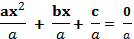 ax²/a + bx/a + c/a = 0/a